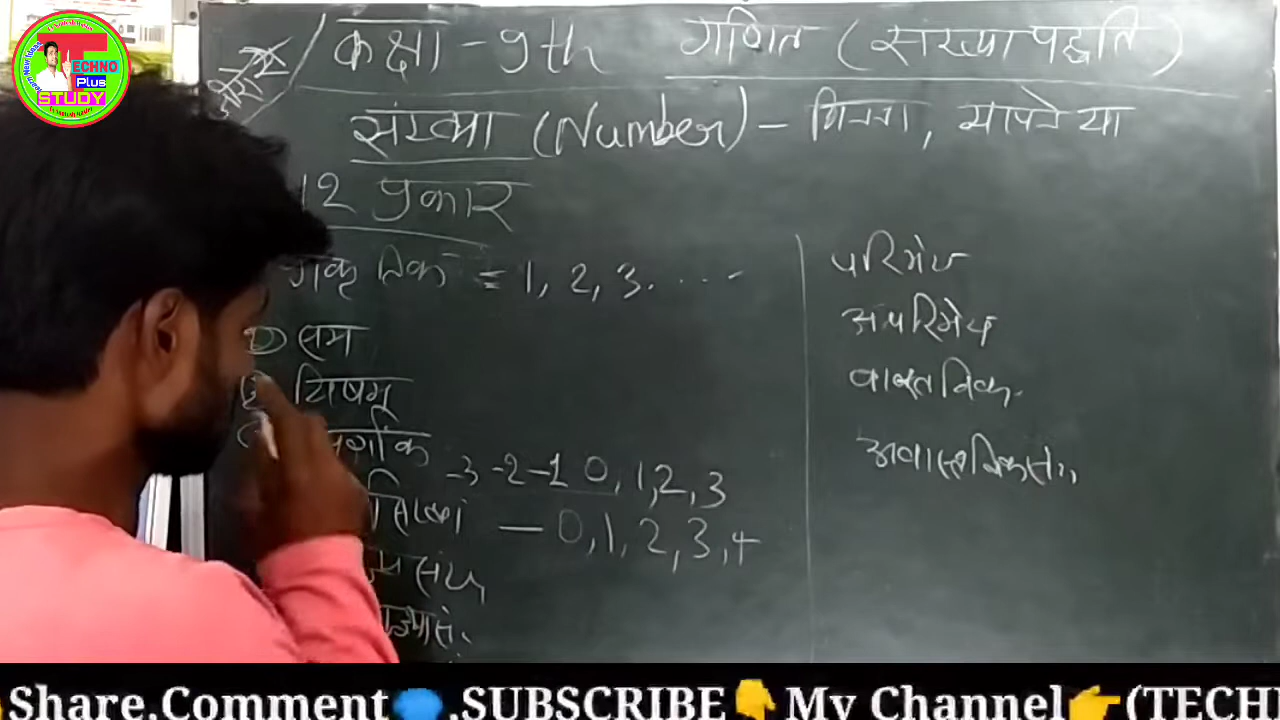 TECHNO
Plus
STUDY
कक्षा - 9th गणित (संख्या पद्धति)
संख्या (Number) - गिनना, मापने या
12 प्रकार
प्राकृतिक = 1, 2, 3. ....
सम
विषम
पूर्णांक -3 -2 -1 0, 1, 2, 3
- 0, 1, 2, 3, 4
परिमेय
अपरिमेय
वास्तविक
अवास्तविक सं.
Share.Comment .SUBSCRIBE My Channel (TECH